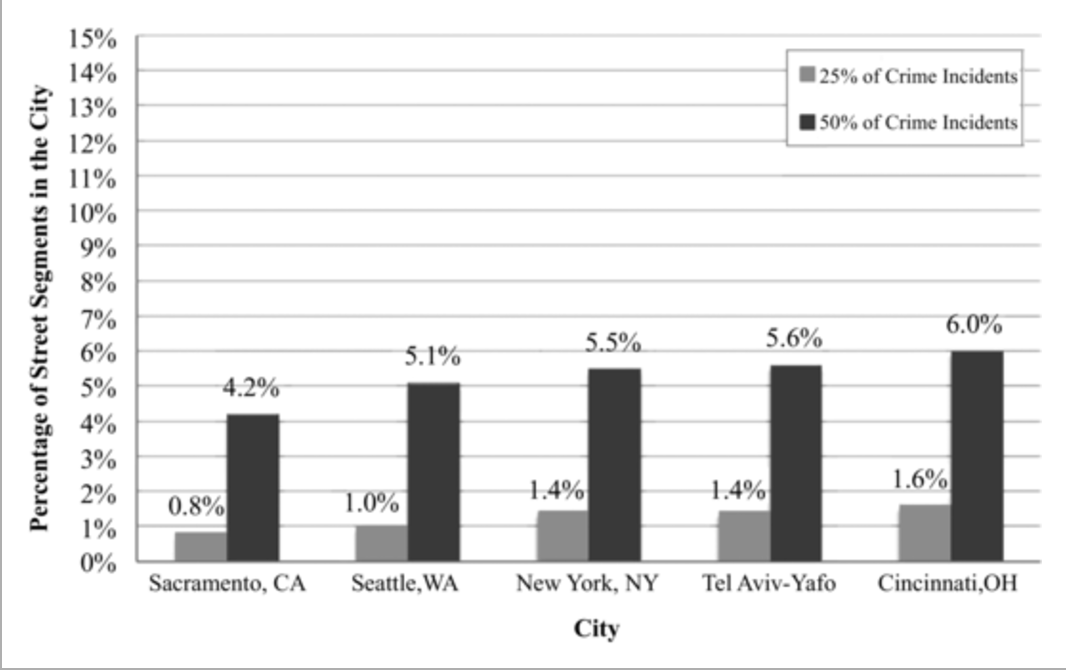 Percentage of Street Segments in the City
15%
14%
13%
12%
11%
10%
9%
8%
7%
6%
5%
4%
3%
2%
1%
0%
25% of Crime Incidents
50% of Crime Incidents
0.8%
4.2%
1.0%
5.1%
1.4%
5.5%
1.4%
5.6%
1.6%
6.0%
Sacramento, CA
Seattle,WA
New York, NY
Tel Aviv-Yafo
Cincinnati,OH
City